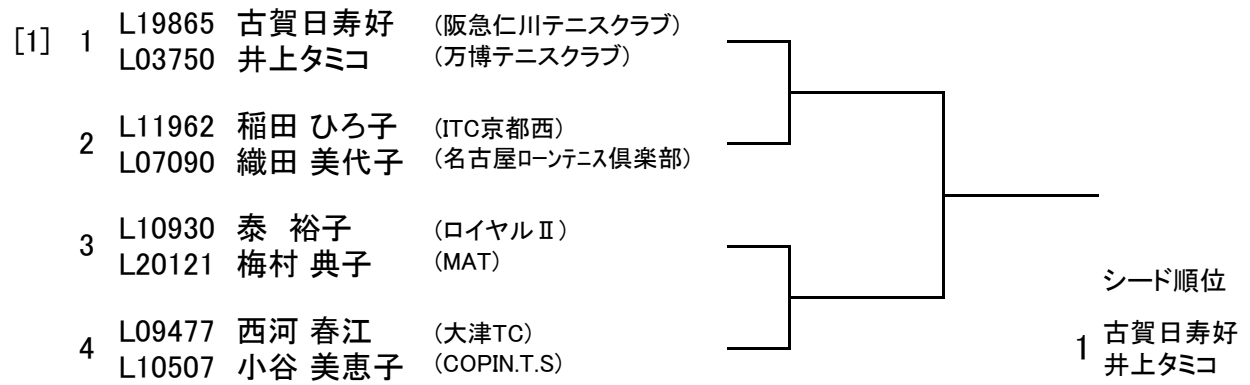 [1] 1 L19865 古賀日寿好 (阪急仁川テニスクラブ)
L03750 井上タミコ (万博テニスクラブ)
2 L11962 稲田 ひろ子 (ITC京都西)
L07090 織田 美代子 (名古屋ローンテニス倶楽部)
3 L10930 泰 裕子 (ロイヤルⅡ)
L20121 梅村 典子 (MAT)
4 L09477 西河 春江 (大津TC)
L10507 小谷 美恵子 (COPIN.T.S)
シード順位
1 古賀日寿好
井上タミコ